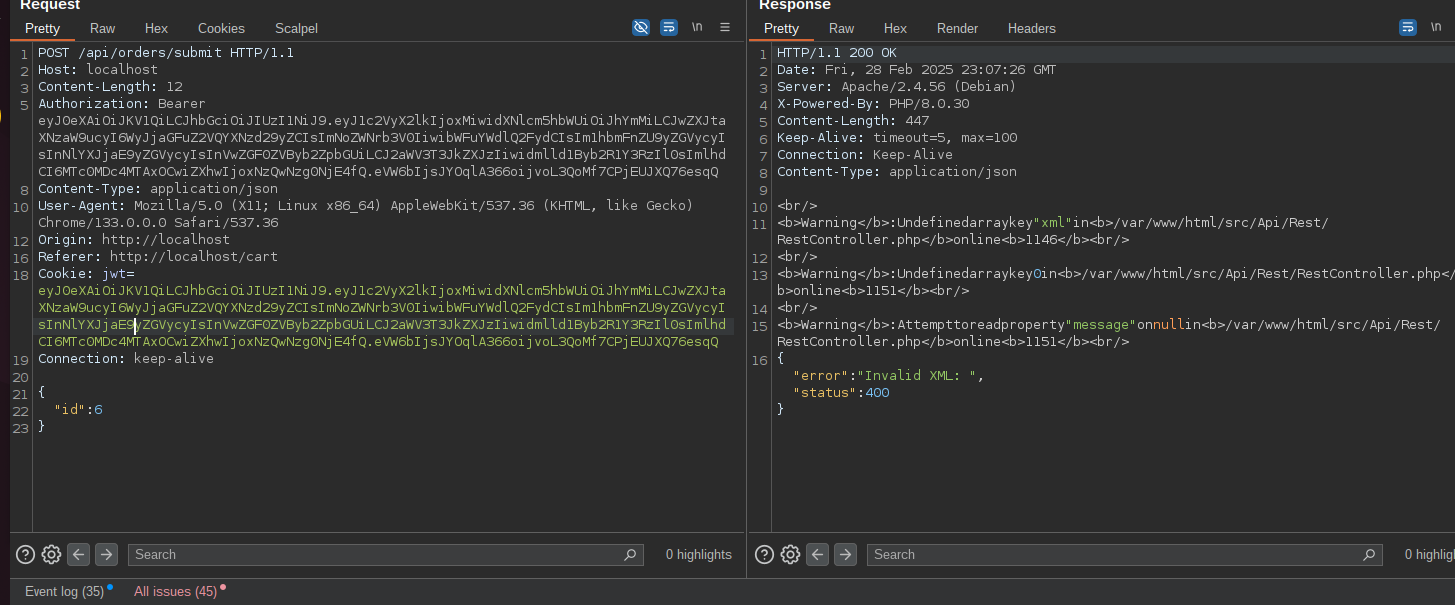 Request
Response
Pretty Raw Hex Cookies Scalpel \n
Pretty Raw Hex Render Headers \n
1 POST /api/orders/submit HTTP/1.1
2 Host: localhost
3 Content-Length: 12
5 Authorization: Bearer
eyJ0eXAiOiJKV1QiLCJhbGciOiJIUzI1NiJ9.eyJ1c2VyX2lkIjoxMiwidXNlcm5hbWUiOiJhYmMiLCJwZXJta
XNzaW9ucyI6WyJjaGFuZ2VQYXNzd29yZCIsImNoZWNrb3V0IiwibWFuYWdlQ2FydCIsIm1hbmFnZU9yZGVycyI
sInNlYXJjaE9yZGVycyIsInVwZGF0ZVByb2ZpbGUiLCJ2aWV3T3JkZXJzIiwidmlld1Byb2R1Y3RzIl0sImlhd
CI6MTc0MDc4MTAxOCwiZXhwIjoxNzQwNzg0NjE4fQ.eVW6bIjsJYOqlA366oijvoL3QoMf7CPjEUJXQ76esqQ
8 Content-Type: application/json
10 User-Agent: Mozilla/5.0 (X11; Linux x86_64) AppleWebKit/537.36 (KHTML, like Gecko)
Chrome/133.0.0.0 Safari/537.36
12 Origin: http://localhost
16 Referer: http://localhost/cart
18 Cookie: jwt=
eyJ0eXAiOiJKV1QiLCJhbGciOiJIUzI1NiJ9.eyJ1c2VyX2lkIjoxMiwidXNlcm5hbWUiOiJhYmMiLCJwZXJta
XNzaW9ucyI6WyJjaGFuZ2VQYXNzd29yZCIsImNoZWNrb3V0IiwibWFuYWdlQ2FydCIsIm1hbmFnZU9yZGVycyI
sInNlYXJjaE9yZGVycyIsInVwZGF0ZVByb2ZpbGUiLCJ2aWV3T3JkZXJzIiwidmlld1Byb2R1Y3RzIl0sImlhd
CI6MTc0MDc4MTAxOCwiZXhwIjoxNzQwNzg0NjE4fQ.eVW6bIjsJYOqlA366oijvoL3QoMf7CPjEUJXQ76esqQ
19 Connection: keep-alive
20
21 {
22 "id":6
23 }
1 HTTP/1.1 200 OK
2 Date: Fri, 28 Feb 2025 23:07:26 GMT
3 Server: Apache/2.4.56 (Debian)
4 X-Powered-By: PHP/8.0.30
5 Content-Length: 447
6 Keep-Alive: timeout=5, max=100
7 Connection: Keep-Alive
8 Content-Type: application/json
9
10 <br/>
11 <b>Warning</b>:Undefinedarraykey"xml"in<b>/var/www/html/src/Api/Rest/
RestController.php</b>online<b>1146</b><br/>
12 <br/>
13 <b>Warning</b>:Undefinedarraykey0in<b>/var/www/html/src/Api/Rest/RestController.php</
b>online<b>1151</b><br/>
14 <br/>
15 <b>Warning</b>:Attempttoreadproperty"message"onnullin<b>/var/www/html/src/Api/Rest/
RestController.php</b>online<b>1151</b><br/>
16 {
"error":"Invalid XML: ",
"status":400
}
Search 0 highlights
Search 0 highlig
Event log (35) All issues (45)